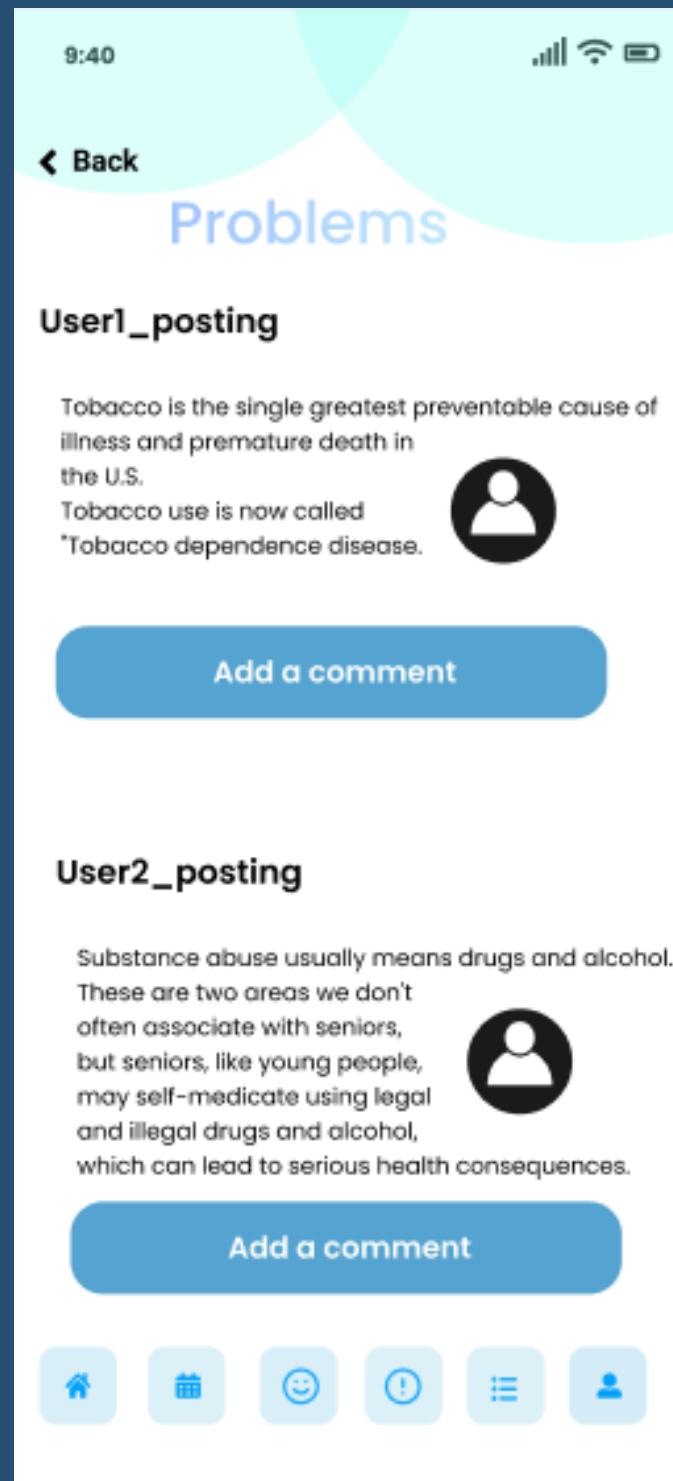 9:40
Back
Problems
User1_posting
Tobacco is the single greatest preventable cause of
illness and premature death in
the U.S.
Tobacco use is now called
"Tobacco dependence disease.
Add a comment
User2_posting
Substance abuse usually means drugs and alcohol.
These are two areas we don't
often associate with seniors,
but seniors, like young people,
may self-medicate using legal
and illegal drugs and alcohol,
which can lead to serious health consequences.
Add a comment